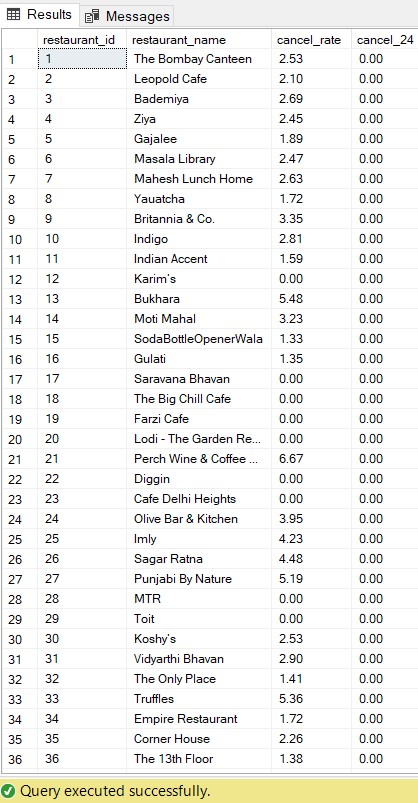 Results Messages
restaurant_id restaurant_name cancel_rate cancel_24
1 1 The Bombay Canteen 2.53 0.00
2 2 Leopold Cafe 2.10 0.00
3 3 Bademiya 2.69 0.00
4 4 Ziya 2.45 0.00
5 5 Gajalee 1.89 0.00
6 6 Masala Library 2.47 0.00
7 7 Mahesh Lunch Home 2.63 0.00
8 8 Yauatcha 1.72 0.00
9 9 Britannia & Co. 3.35 0.00
10 10 Indigo 2.81 0.00
11 11 Indian Accent 1.59 0.00
12 12 Karim's 0.00 0.00
13 13 Bukhara 5.48 0.00
14 14 Moti Mahal 3.23 0.00
15 15 SodaBottleOpenerWala 1.33 0.00
16 16 Gulati 1.35 0.00
17 17 Saravana Bhavan 0.00 0.00
18 18 The Big Chill Cafe 0.00 0.00
19 19 Farzi Cafe 0.00 0.00
20 20 Lodi - The Garden Re... 0.00 0.00
21 21 Perch Wine & Coffee ... 6.67 0.00
22 22 Diggin 0.00 0.00
23 23 Cafe Delhi Heights 0.00 0.00
24 24 Olive Bar & Kitchen 3.95 0.00
25 25 Imly 4.23 0.00
26 26 Sagar Ratna 4.48 0.00
27 27 Punjabi By Nature 5.19 0.00
28 28 MTR 0.00 0.00
29 29 Toit 0.00 0.00
30 30 Koshy's 2.53 0.00
31 31 Vidyarthi Bhavan 2.90 0.00
32 32 The Only Place 1.41 0.00
33 33 Truffles 5.36 0.00
34 34 Empire Restaurant 1.72 0.00
35 35 Corner House 2.26 0.00
36 36 The 13th Floor 1.38 0.00
Query executed successfully.